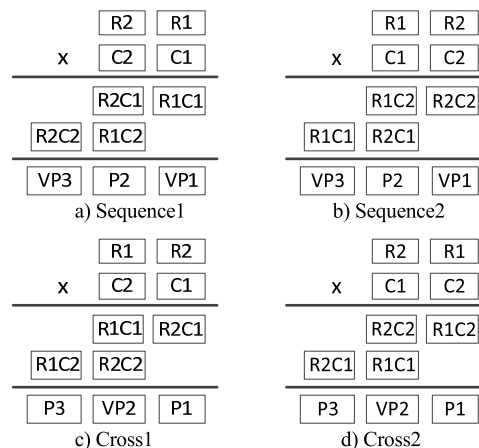 R2 R1
x C2 C1
R2C1 R1C1
R2C2 R1C2
VP3 P2 VP1
a) Sequence1
R1 R2
x C1 C2
R1C2 R2C2
R1C1 R2C1
VP3 P2 VP1
b) Sequence2
R1 R2
x C2 C1
R1C1 R2C1
R1C2 R2C2
P3 VP2 P1
c) Cross1
R2 R1
x C1 C2
R2C2 R1C2
R2C1 R1C1
P3 VP2 P1
d) Cross2